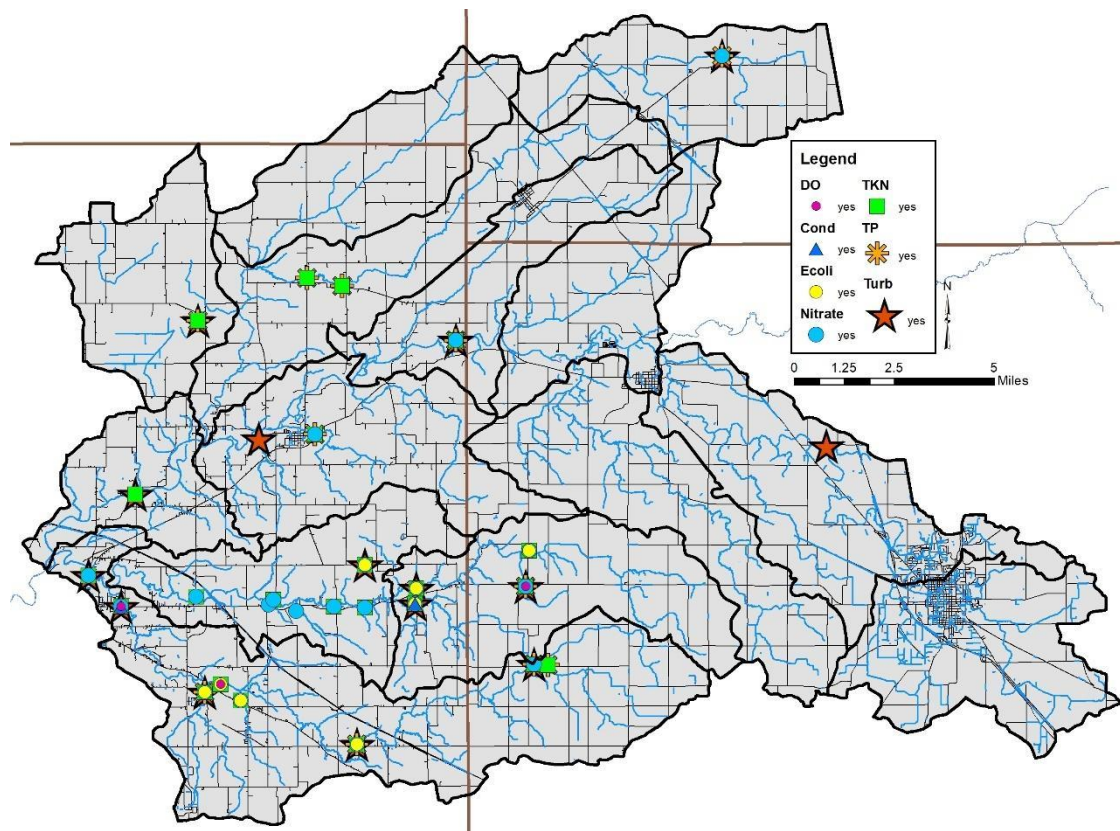 Legend
DO TKN
yes yes
Cond TP
yes yes
Ecoli Turb
yes yes
Nitrate
yes
N
0 1.25 2.5 5
Miles